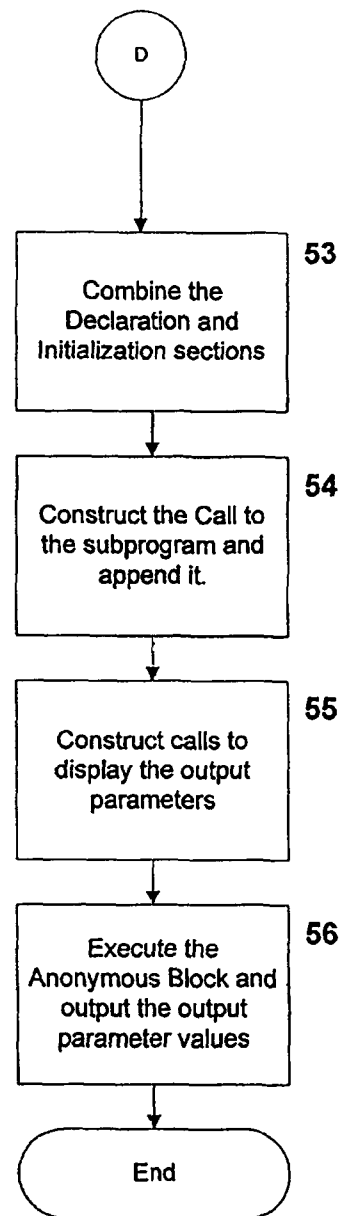 D
53
Combine the
Declaration and
Initialization sections
54
Construct the Call to
the subprogram and
append it.
55
Construct calls to
display the output
parameters
56
Execute the
Anonymous Block and
output the output
parameter values
End